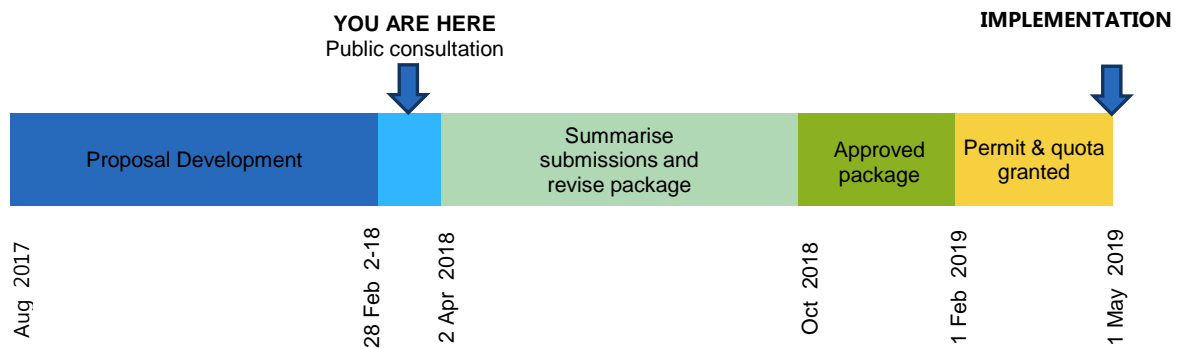 YOU ARE HERE
Public consultation
IMPLEMENTATION
Proposal Development
Summarise
submissions and
revise package
Approved
package
Permit & quota
granted
Aug 2017
28 Feb 2-18
2 Apr 2018
Oct 2018
1 Feb 2019
1 May 2019